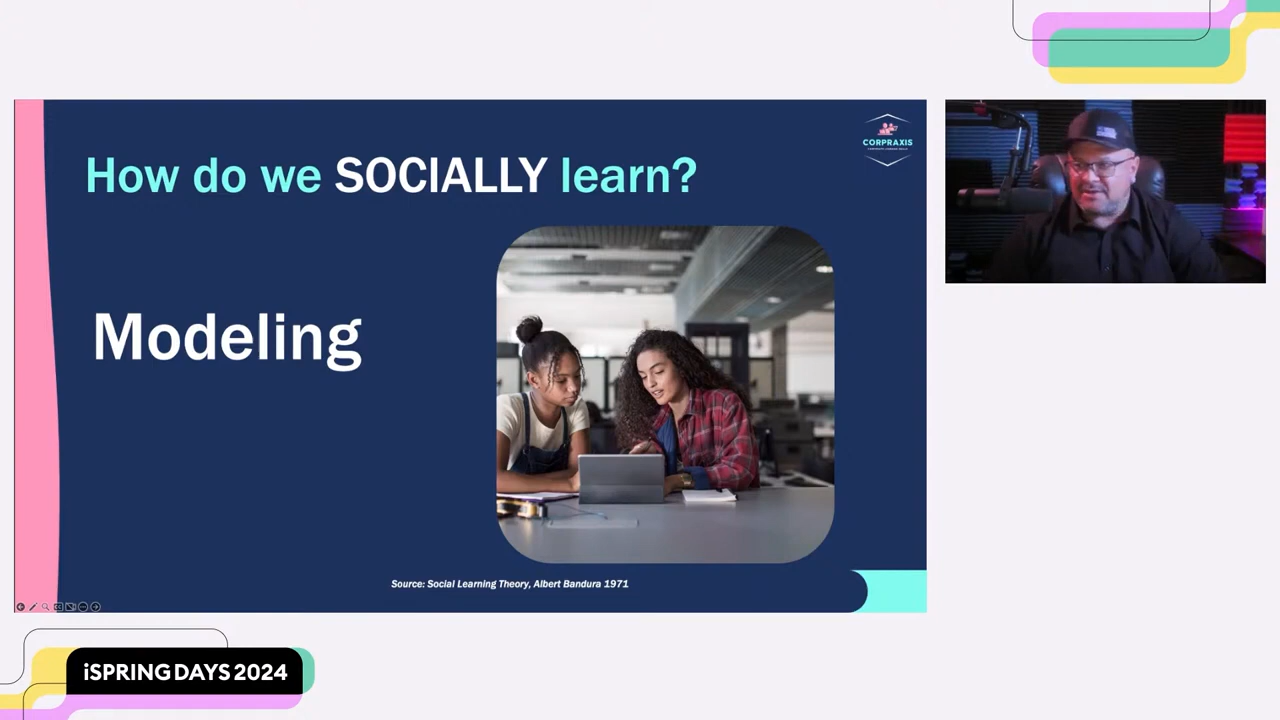 How do we SOCIALLY learn?
CORPRAXIS
Modeling
Source: Social Learning Theory, Albert Bandura 1971
iSPRING DAYS 2024